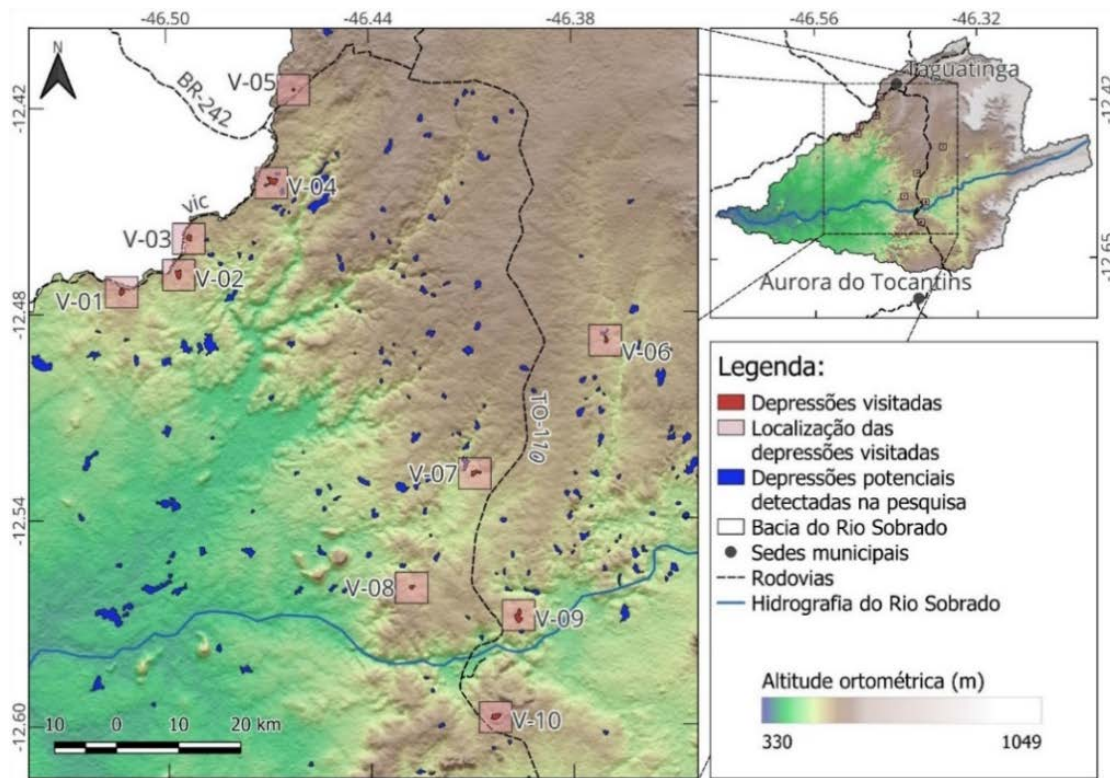 -46.50
-46.44
-46.38
N
BR-242
V-05
-12.42
V-04
vic
V-03
V-02
V-01
-12.48
V-06
TO-110
V-07
-12.54
V-08
V-09
V-10
-12.60
10 0 10 20 km
-46.56
-46.32
Taguatinga
-12.42
-12.65
Aurora do Tocantins
Legenda:
Depressões visitadas
Localização das
depressões visitadas
Depressões potenciais
detectadas na pesquisa
Bacia do Rio Sobrado
Sedes municipais
Rodovias
Hidrografia do Rio Sobrado
Altitude ortométrica (m)
330 1049